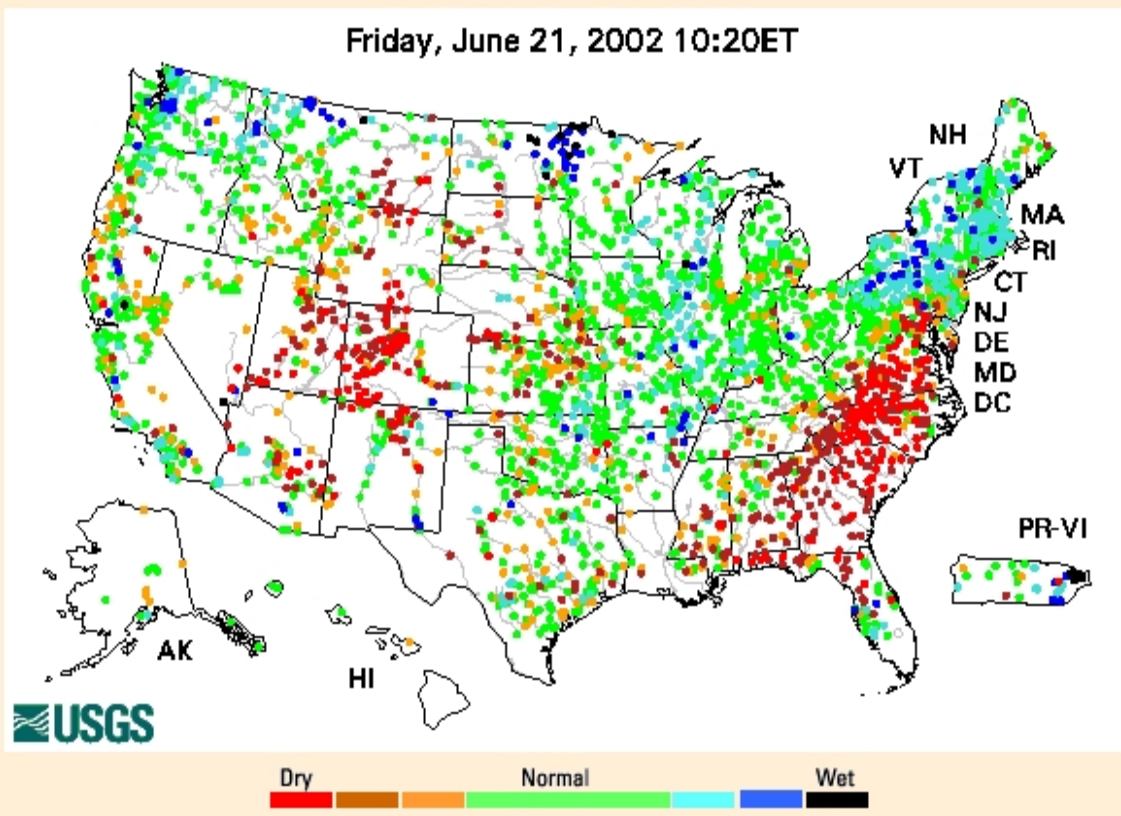 Friday, June 21, 2002 10:20ET
NH
VT
MA
RI
CT
NJ
DE
MD
DC
PR-VI
AK
HI
USGS
Dry Normal Wet